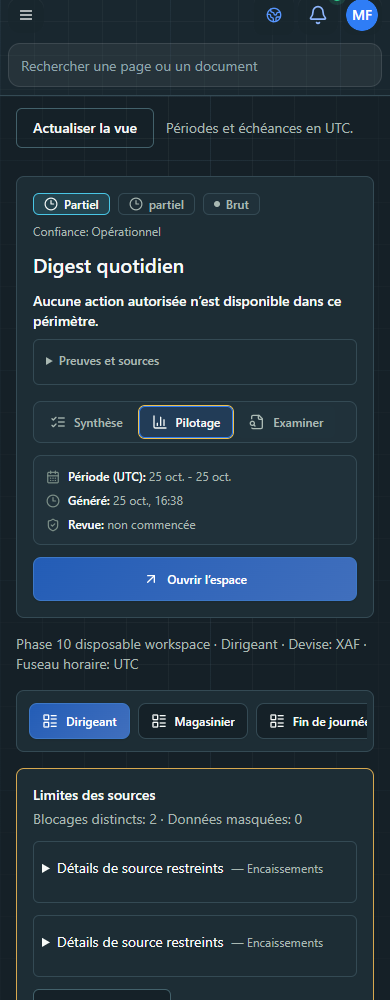 MF
Rechercher une page ou un document
Actualiser la vue
Périodes et échéances en UTC.
Partiel
partiel
Brut
Confiance: Opérationnel
Digest quotidien
Aucune action autorisée n’est disponible dans ce
périmètre.
Preuves et sources
Synthèse
Pilotage
Examiner
Période (UTC): 25 oct. - 25 oct.
Généré: 25 oct., 16:38
Revue: non commencée
Ouvrir l’espace
Phase 10 disposable workspace · Dirigeant · Devise: XAF ·
Fuseau horaire: UTC
Dirigeant
Magasinier
Fin de journée
Limites des sources
Blocages distincts: 2 · Données masquées: 0
Détails de source restreints — Encaissements
Détails de source restreints — Encaissements